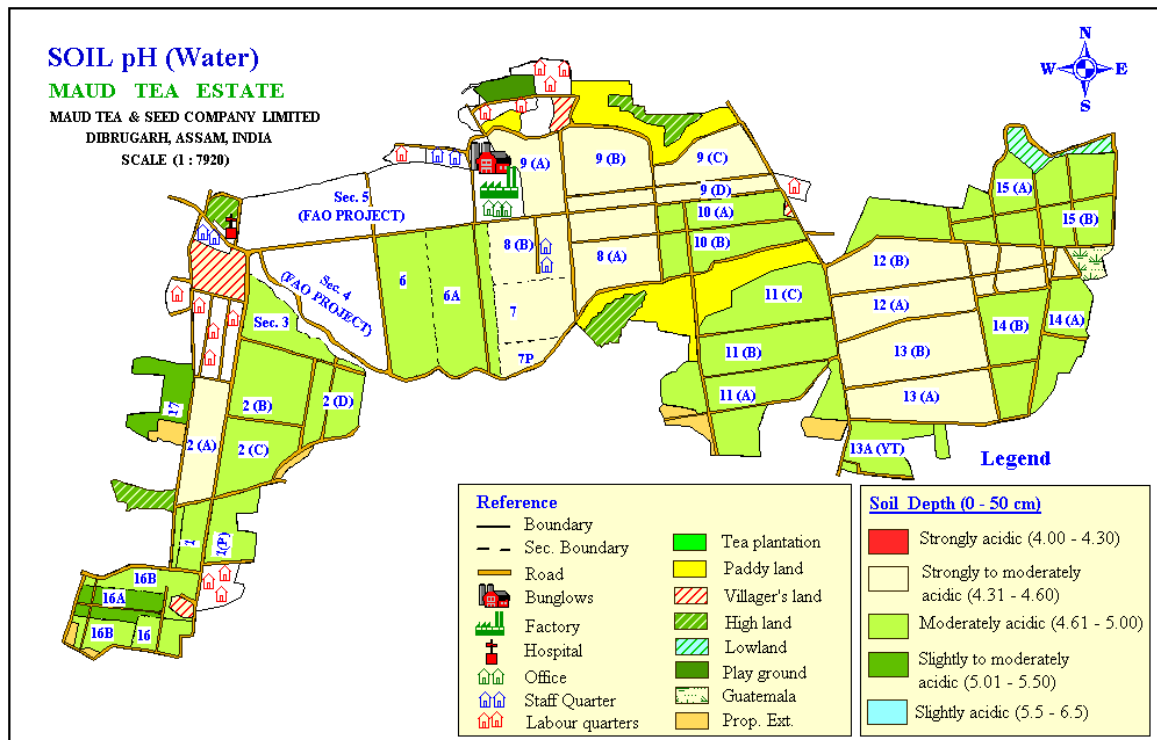 SOIL pH (Water)
MAUD TEA ESTATE
MAUD TEA & SEED COMPANY LIMITED
DIBRUGARH, ASSAM, INDIA
SCALE (1 : 7920)
N
W E
S
9 (A)
9 (B)
9 (C)
9 (D)
Sec. 5
(FAO PROJECT)
10 (A)
10 (B)
15 (A)
15 (B)
8 (B)
8 (A)
12 (B)
6
6A
Sec. 4
(FAO PROJECT)
7
7P
11 (C)
12 (A)
Sec. 3
14 (B)
14 (A)
11 (B)
13 (B)
11 (A)
13 (A)
17
2 (B)
2 (D)
2 (A)
2 (C)
13A (YT)
1
1(P)
16B
16A
16B
16
Legend
Reference
Boundary
Sec. Boundary
Road
Bunglows
Factory
Hospital
Office
Staff Quarter
Labour quarters
Tea plantation
Paddy land
Villager's land
High land
Lowland
Play ground
Guatemala
Prop. Ext.
Soil Depth (0 - 50 cm)
Strongly acidic (4.00 - 4.30)
Strongly to moderately
acidic (4.31 - 4.60)
Moderately acidic (4.61 - 5.00)
Slightly to moderately
acidic (5.01 - 5.50)
Slightly acidic (5.5 - 6.5)